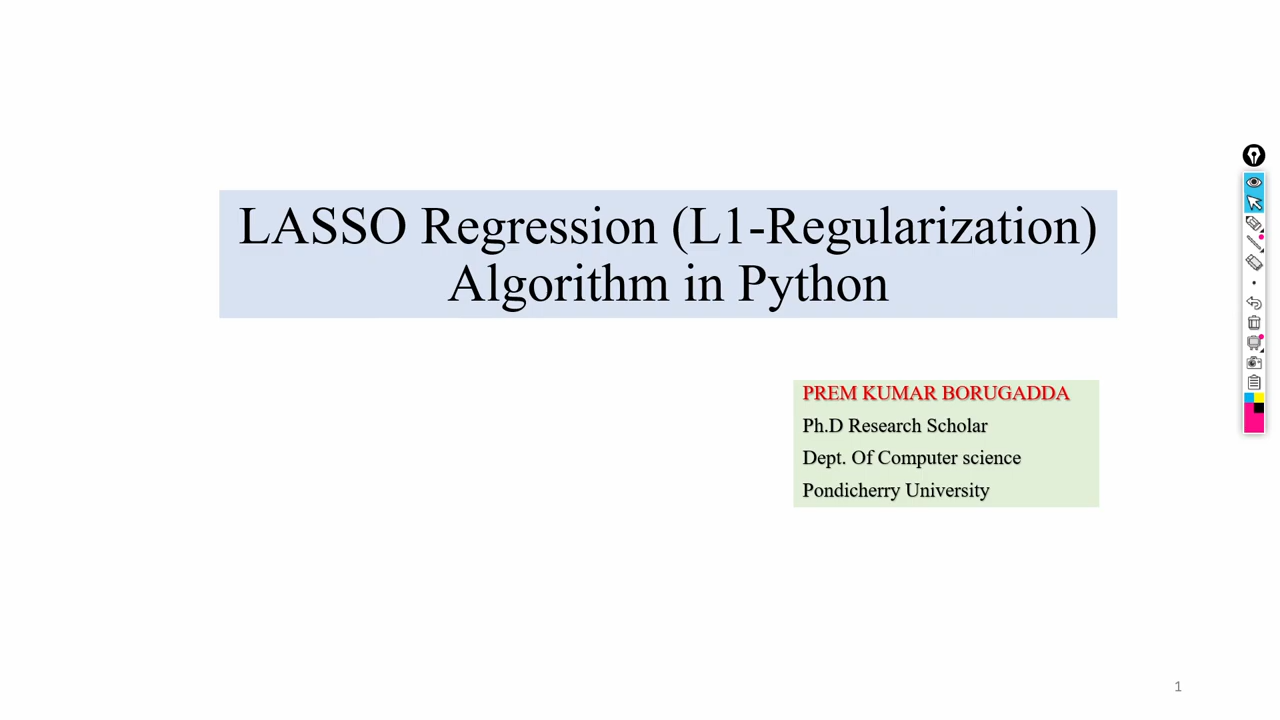 LASSO Regression (L1-Regularization)
Algorithm in Python
PREM KUMAR BORUGADDA
Ph.D Research Scholar
Dept. Of Computer science
Pondicherry University
1